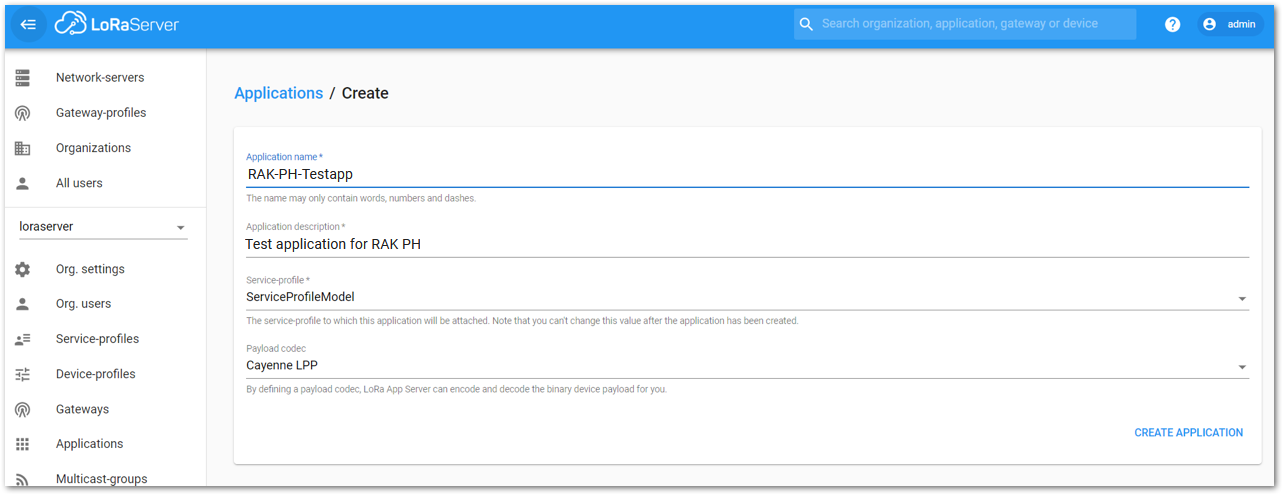 LoRaServer
Search organization, application, gateway or device
?
admin
Network-servers
Gateway-profiles
Organizations
All users
loraserver
Org. settings
Org. users
Service-profiles
Device-profiles
Gateways
Applications
Multicast-groups
Applications / Create
Application name *
RAK-PH-Testapp
The name may only contain words, numbers and dashes.
Application description *
Test application for RAK PH
Service-profile *
ServiceProfileModel
The service-profile to which this application will be attached. Note that you can't change this value after the application has been created.
Payload codec
Cayenne LPP
By defining a payload codec, LoRa App Server can encode and decode the binary device payload for you.
CREATE APPLICATION